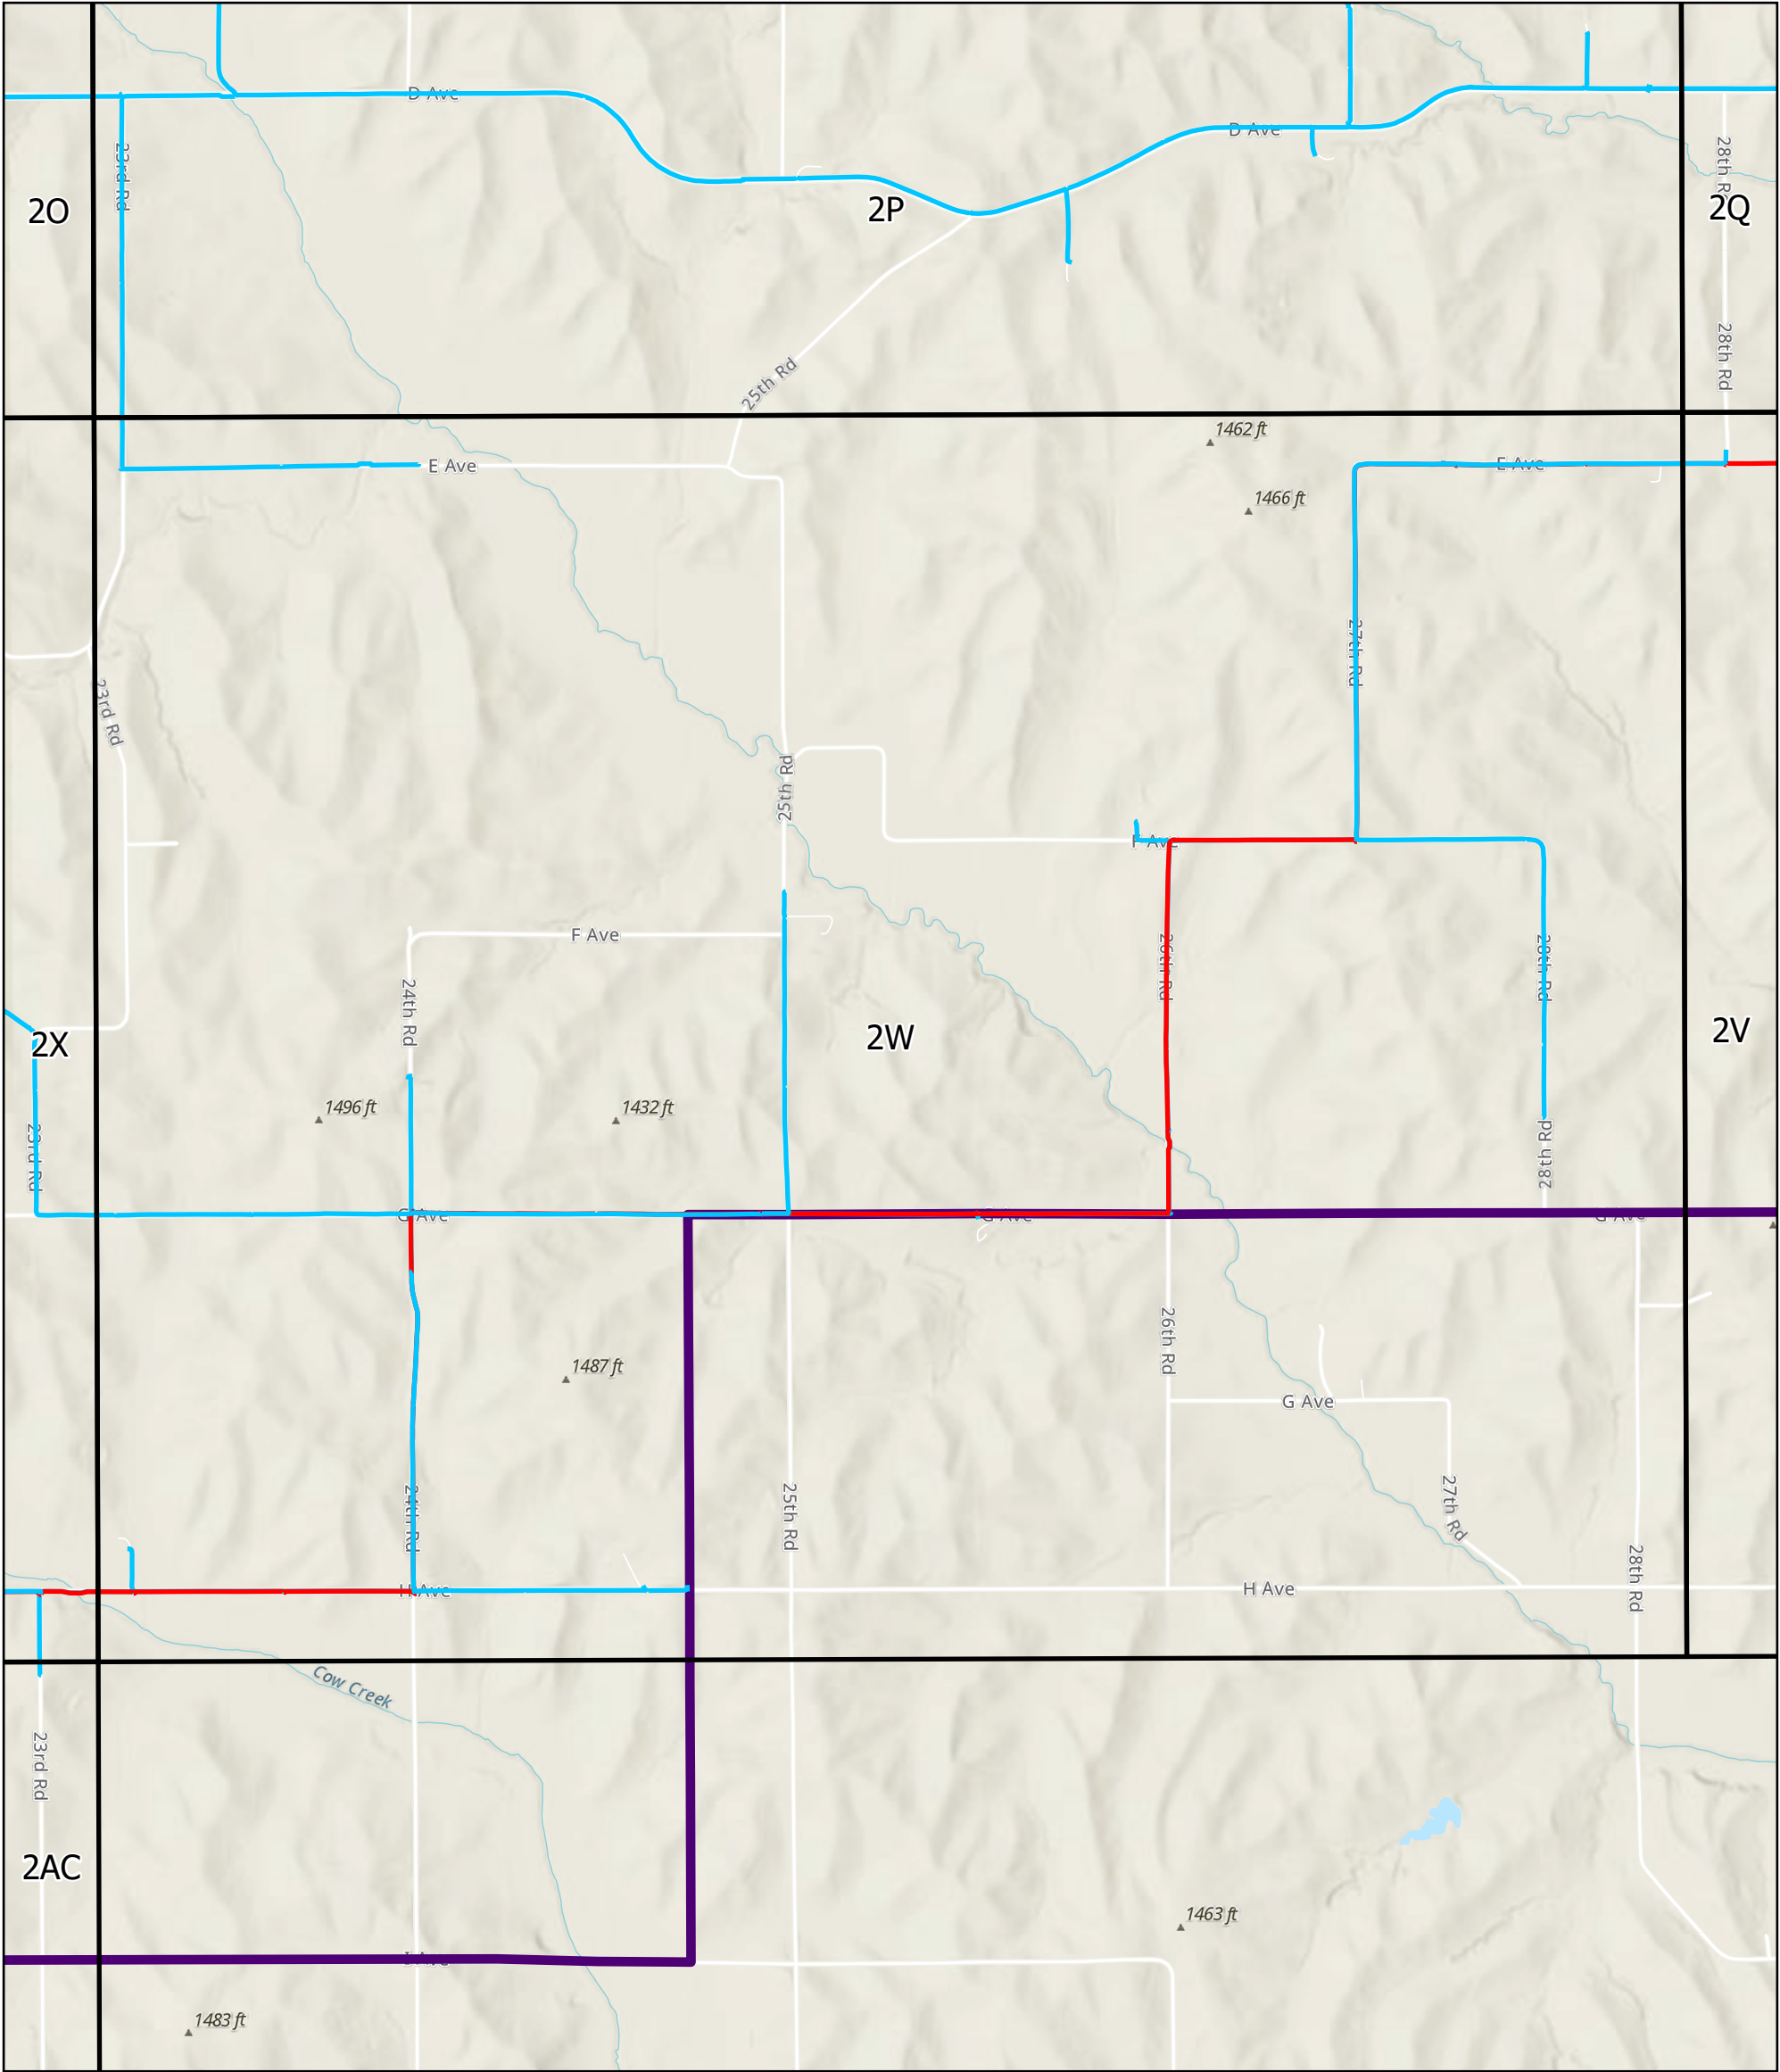 D Ave
D Ave
23rd Rd
28th Rd
2O
2P
2Q
28th Rd
25th Rd
1462 ft
E Ave
E Ave
1466 ft
27th Rd
23rd Rd
25th Rd
F Ave
F Ave
26th Rd
28th Rd
24th Rd
2X
2W
2V
1496 ft
1432 ft
23rd Rd
28th Rd
G Ave
G Ave
G Ave
26th Rd
1487 ft
G Ave
24th Rd
25th Rd
27th Rd
28th Rd
H Ave
H Ave
Cow Creek
23rd Rd
2AC
1463 ft
I Ave
1483 ft